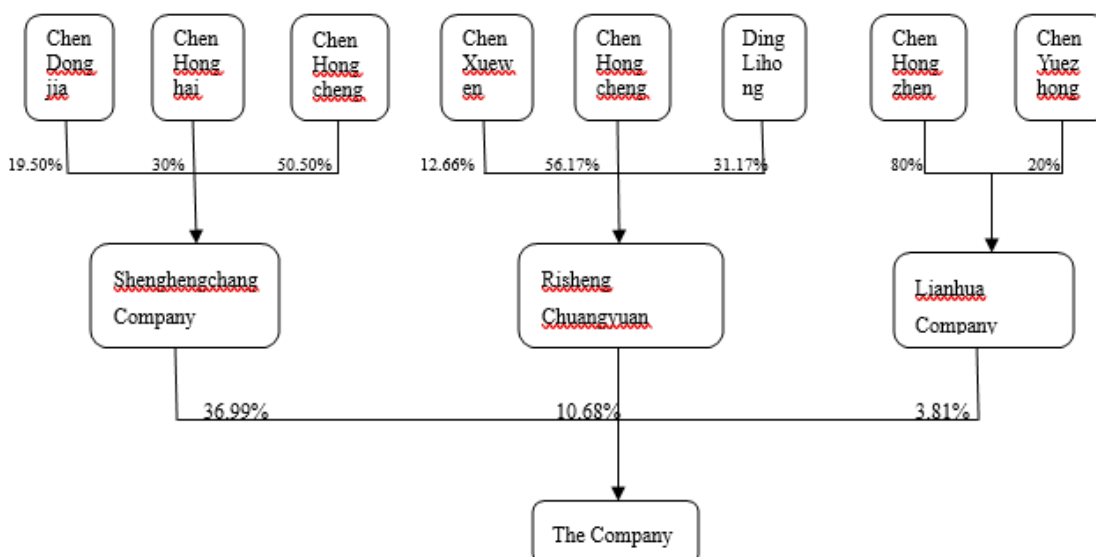 Chen
Dong
jia
Chen
Hong
hai
Chen
Hong
cheng
Chen
Xuew
en
Chen
Hong
cheng
Ding
Liho
ng
Chen
Hong
zhen
Chen
Yuez
hong
19.50%
30%
50.50%
12.66%
56.17%
31.17%
80%
20%
Shenghengchang
Company
Risheng
Chuangyuan
Lianhua
Company
36.99%
10.68%
3.81%
The Company